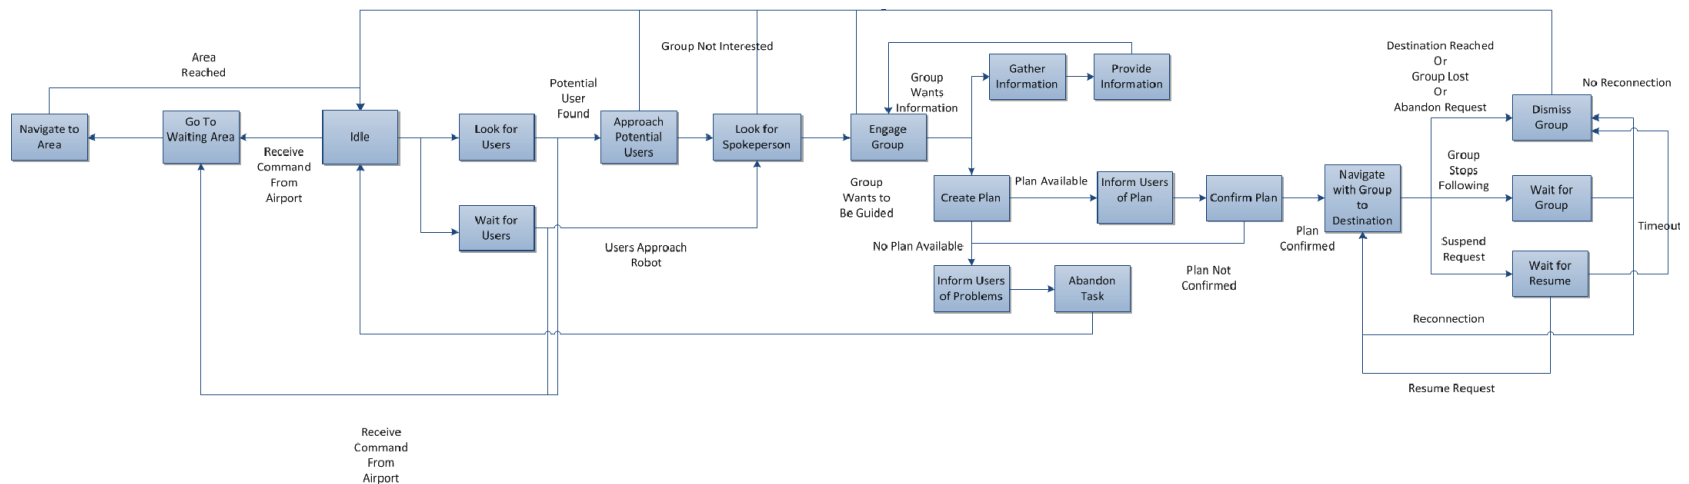 Area
Reached
Navigate to
Area
Go To
Waiting Area
Receive
Command
From
Airport
Idle
Look for
Users
Wait for
Users
Potential
User
Found
Approach
Potential
Users
Users Approach
Robot
Group Not Interested
Look for
Spokeperson
Engage
Group
Group
Wants
Information
Gather
Information
Provide
Information
Group
Wants to
Be Guided
Create Plan
Plan Available
Inform Users
of Plan
Confirm Plan
Plan
Confirmed
No Plan Available
Plan Not
Confirmed
Inform Users
of Problems
Abandon
Task
Navigate
with Group
to
Destination
Destination Reached
Or
Group Lost
Or
Abandon Request
No Reconnection
Dismiss
Group
Group
Stops
Following
Wait for
Group
Timeout
Suspend
Request
Wait for
Resume
Reconnection
Resume Request
Receive
Command
From
Airport